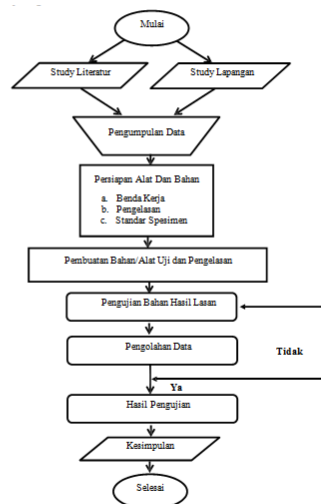 Mulai
Study Literatur
Study Lapangan
Pengumpulan Data
Persiapan Alat Dan Bahan
a. Benda Kerja
b. Pengelasan
c. Standar Spesimen
Pembuatan Bahan/Alat Uji dan Pengelasan
Pengujian Bahan Hasil Lasan
Pengolahan Data
Tidak
Ya
Hasil Pengujian
Kesimpulan
Selesai